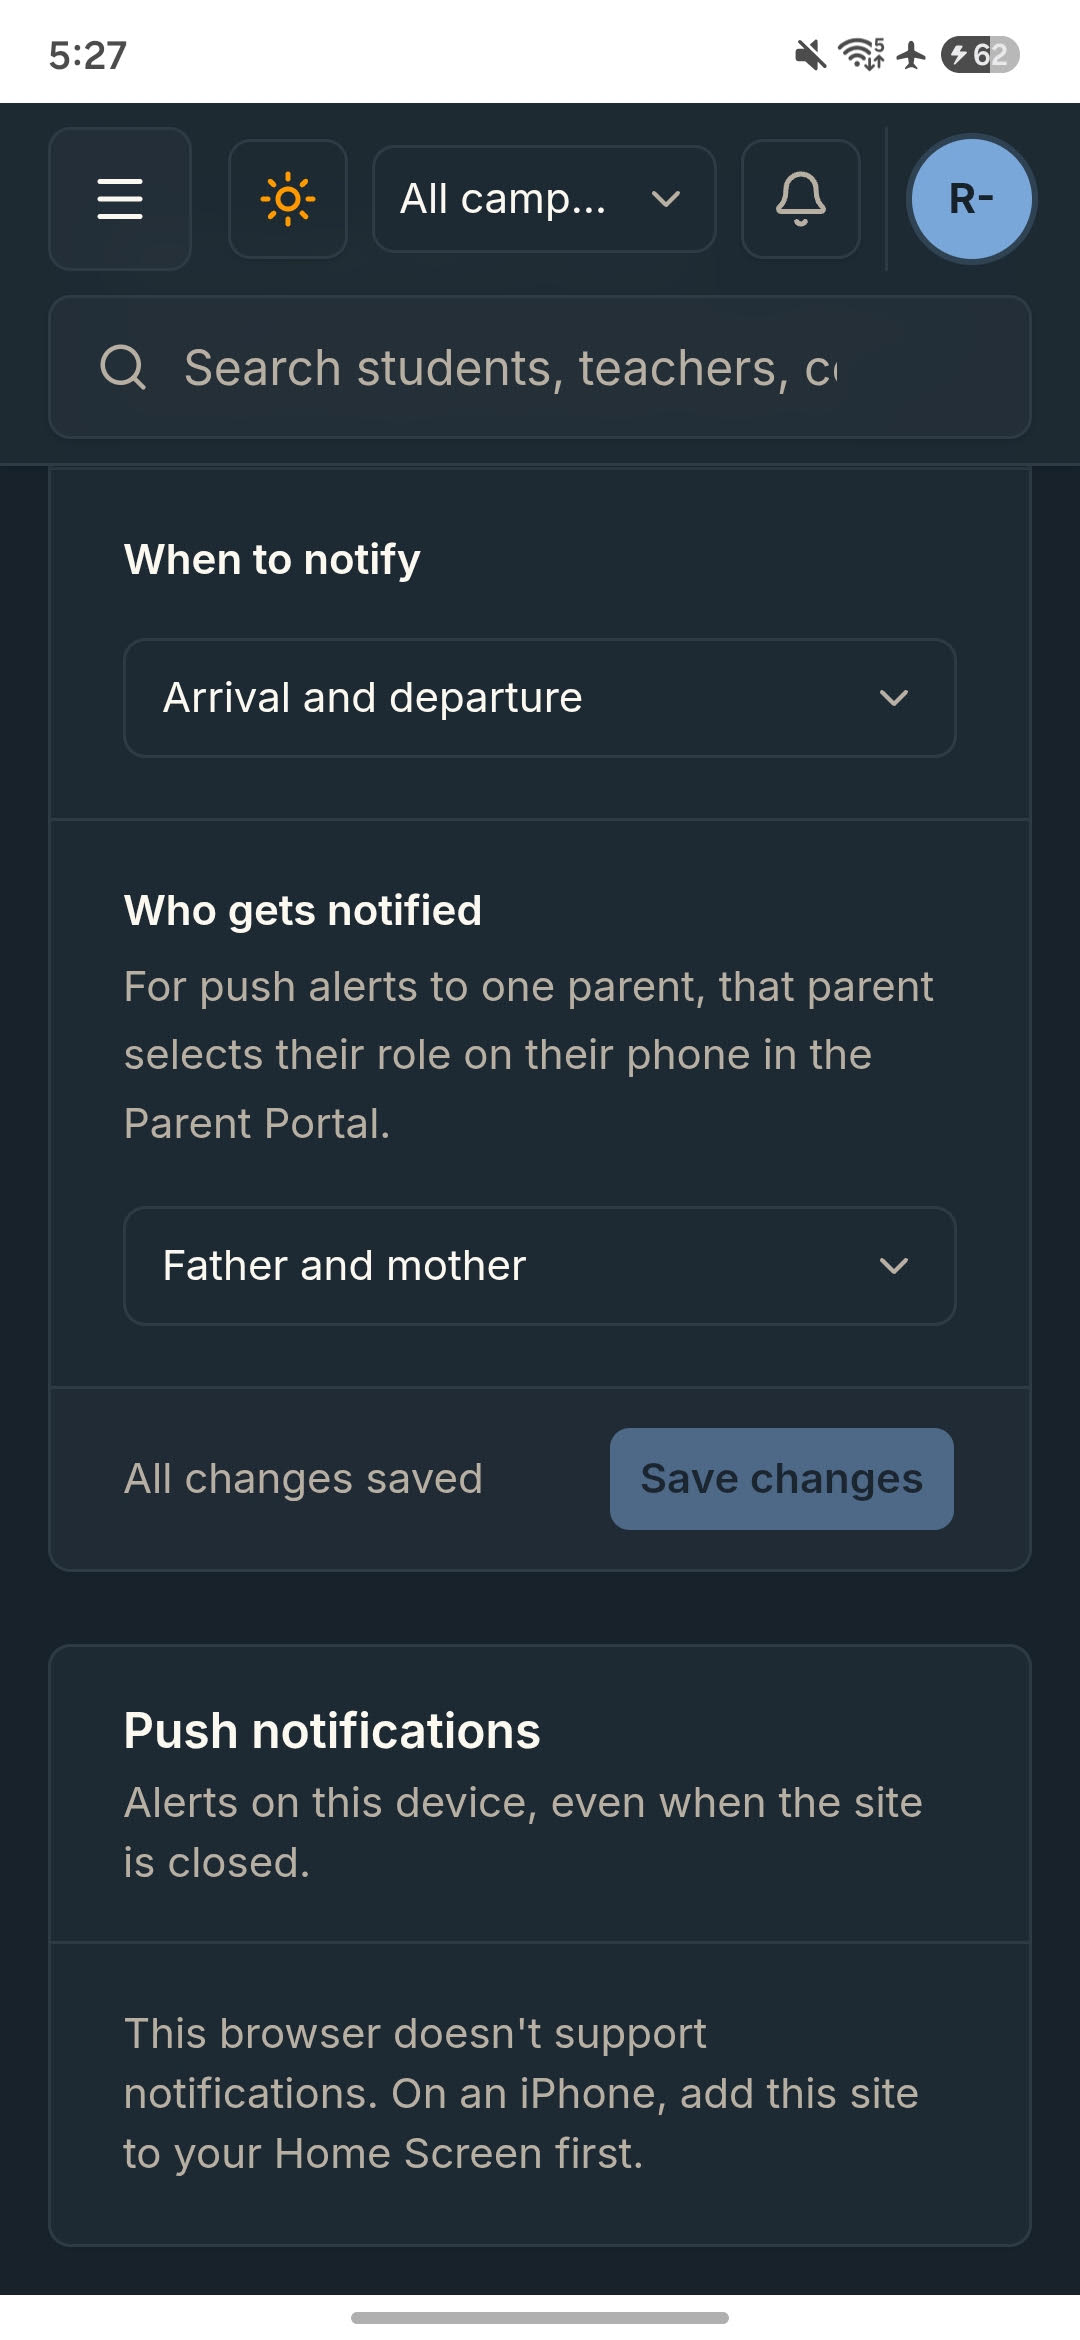 5:27
5
62
All camp...
R-
Search students, teachers,
When to notify
Arrival and departure
Who gets notified
For push alerts to one parent, that parent
selects their role on their phone in the
Parent Portal.
Father and mother
All changes saved
Save changes
Push notifications
Alerts on this device, even when the site
is closed.
This browser doesn't support
notifications. On an iPhone, add this site
to your Home Screen first.